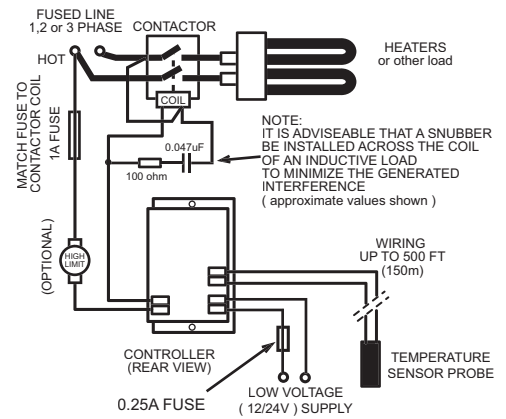 FUSED LINE
1,2 or 3 PHASE
CONTACTOR
HOT
HEATERS
or other load
MATCH FUSE TO
CONTACTOR COIL
1A FUSE
COIL
0.047uF
100 ohm
NOTE:
IT IS ADVISEABLE THAT A SNUBBER
BE INSTALLED ACROSS THE COIL
OF AN INDUCTIVE LOAD
TO MINIMIZE THE GENERATED
INTERFERENCE
( approximate values shown )
(OPTIONAL)
HIGH
LIMIT
WIRING
UP TO 500 FT
(150m)
CONTROLLER
(REAR VIEW)
0.25A FUSE
LOW VOLTAGE
( 12/24V ) SUPPLY
TEMPERATURE
SENSOR PROBE